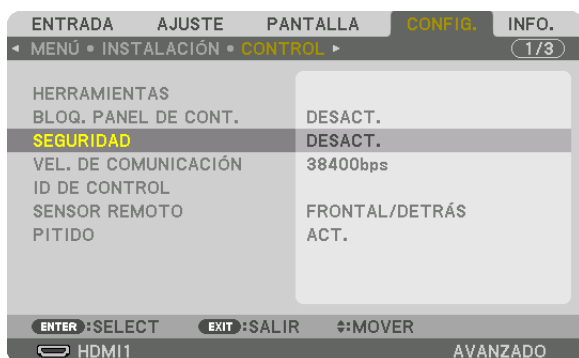 ENTRADA AJUSTE PANTALLA CONFIG. INFO.
◂ MENÚ • INSTALACIÓN • CONTROL ▸ 1/3
HERRAMIENTAS
BLOQ. PANEL DE CONT. DESACT.
SEGURIDAD DESACT.
VEL. DE COMUNICACIÓN 38400bps
ID DE CONTROL
SENSOR REMOTO FRONTAL/DETRÁS
PITIDO ACT.
ENTER :SELECT EXIT :SALIR ♦:MOVER
HDMI1 AVANZADO